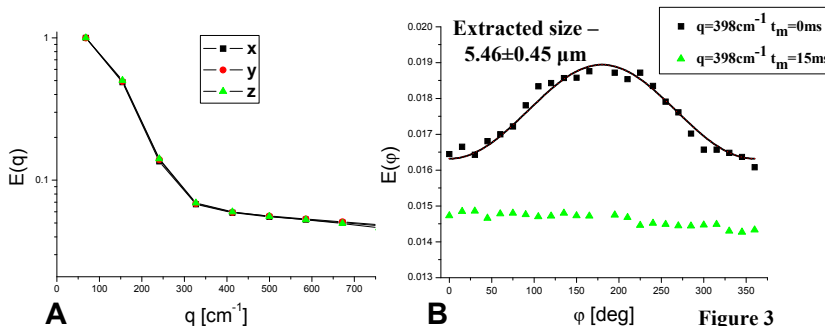 1
0.1
E(q)
x
y
z
0 100 200 300 400 500 600 700
q [cm-1]
A
Extracted size –
5.46±0.45 µm
q=398cm-1 tm=0ms
q=398cm-1 tm=15ms
0.020
0.019
0.018
0.017
0.016
0.015
0.014
0.013
E(φ)
0 50 100 150 200 250 300 350
φ [deg]
B
Figure 3